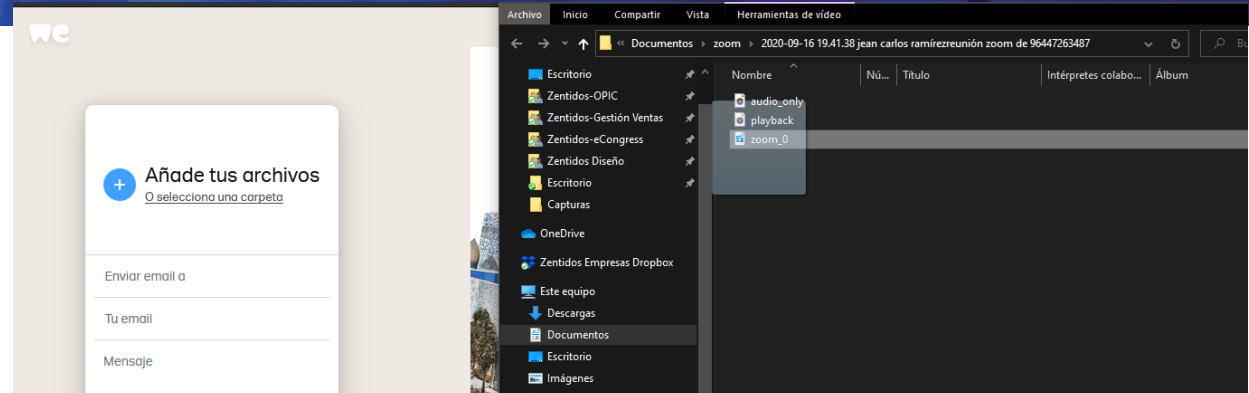 we
Añade tus archivos
O selecciona una carpeta
Enviar email a
Tu email
Mensaje
Archivo Inicio Compartir Vista Herramientas de vídeo
« Documentos › zoom › 2020-09-16 19.41.38 jean carlos ramírezreunión zoom de 96447263487
Escritorio
Zentidos-OPIC
Zentidos-Gestión Ventas
Zentidos-eCongress
Zentidos Diseño
Escritorio
Capturas
OneDrive
Zentidos Empresas Dropbox
Este equipo
Descargas
Documentos
Escritorio
Imágenes
Nombre Nú... Título Intérpretes colabo... Álbum
audio_only
playback
zoom_0